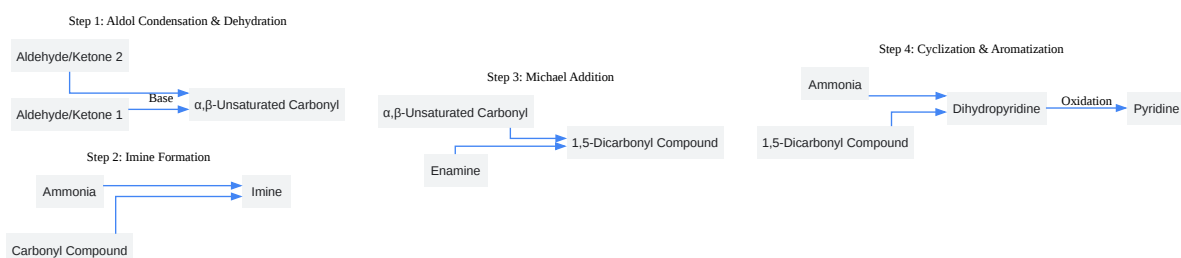 Step 1: Aldol Condensation & Dehydration
Aldehyde/Ketone 2
Base
α,β-Unsaturated Carbonyl
Aldehyde/Ketone 1
Step 2: Imine Formation
Ammonia
Imine
Carbonyl Compound
Step 3: Michael Addition
α,β-Unsaturated Carbonyl
1,5-Dicarbonyl Compound
Enamine
Step 4: Cyclization & Aromatization
Ammonia
Dihydropyridine
Oxidation
Pyridine
1,5-Dicarbonyl Compound